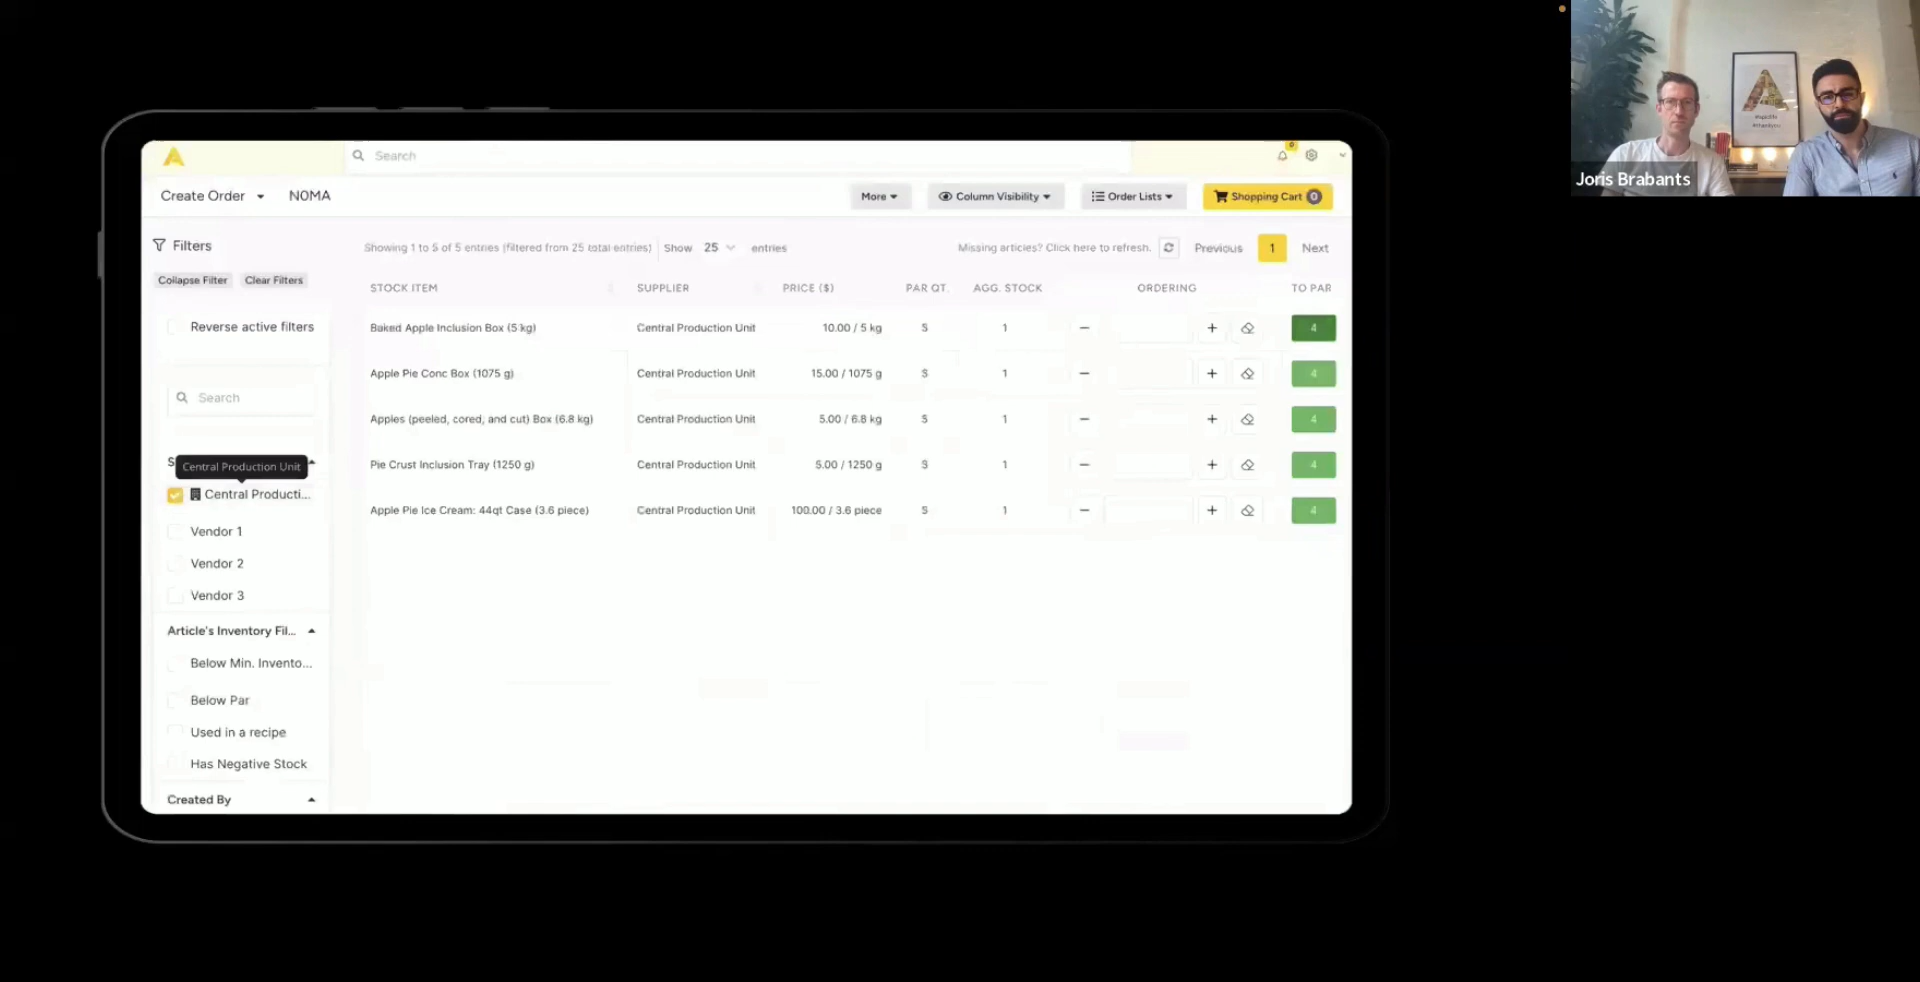 Joris Brabants
Search
0
Create Order
NOMA
More
Column Visibility
Order Lists
Shopping Cart 0
Filters
Showing 1 to 5 of 5 entries (filtered from 25 total entries)
Show 25 entries
Missing articles? Click here to refresh.
Previous 1 Next
Collapse Filter
Clear Filters
STOCK ITEM SUPPLIER PRICE ($) PAR QT. AGG. STOCK ORDERING TO PAR
Reverse active filters
Baked Apple Inclusion Box (5 kg) Central Production Unit 10.00 / 5 kg 5 1 − + 4
Apple Pie Conc Box (1075 g) Central Production Unit 15.00 / 1075 g 5 1 − + 4
Search
Apples (peeled, cored, and cut) Box (6.8 kg) Central Production Unit 5.00 / 6.8 kg 5 1 − + 4
Central Production Unit
Pie Crust Inclusion Tray (1250 g) Central Production Unit 5.00 / 1250 g 5 1 − + 4
Central Producti...
Apple Pie Ice Cream: 44qt Case (3.6 piece) Central Production Unit 100.00 / 3.6 piece 5 1 − + 4
Vendor 1
Vendor 2
Vendor 3
Article's Inventory Fil...
Below Min. Invento...
Below Par
Used in a recipe
Has Negative Stock
Created By